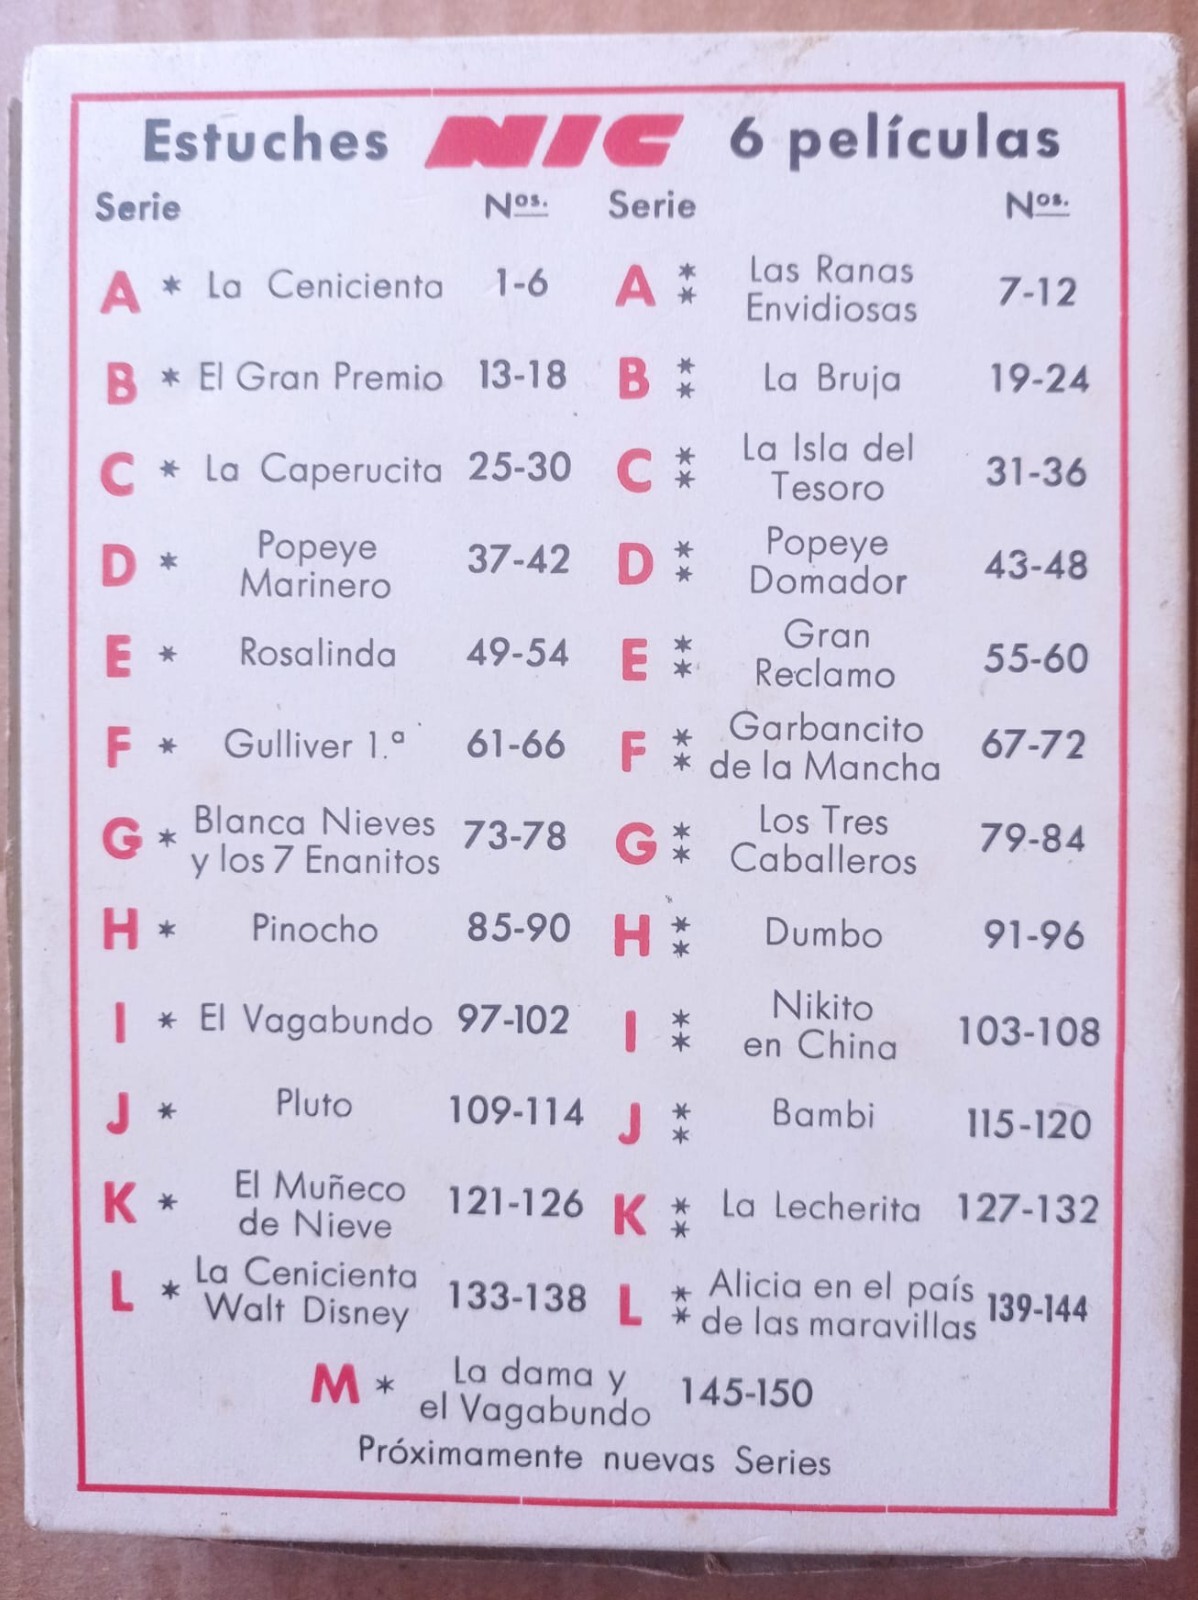 Estuches NIC 6 películas
Serie Nos. Serie Nos.
A * La Cenicienta 1-6 A ** Las Ranas Envidiosas 7-12
B * El Gran Premio 13-18 B ** La Bruja 19-24
C * La Caperucita 25-30 C ** La Isla del Tesoro 31-36
D * Popeye Marinero 37-42 D ** Popeye Domador 43-48
E * Rosalinda 49-54 E ** Gran Reclamo 55-60
F * Gulliver 1.ª 61-66 F ** Garbancito de la Mancha 67-72
G * Blanca Nieves y los 7 Enanitos 73-78 G ** Los Tres Caballeros 79-84
H * Pinocho 85-90 H ** Dumbo 91-96
I * El Vagabundo 97-102 I ** Nikito en China 103-108
J * Pluto 109-114 J ** Bambi 115-120
K * El Muñeco de Nieve 121-126 K ** La Lecherita 127-132
L * La Cenicienta Walt Disney 133-138 L ** Alicia en el país de las maravillas 139-144
M * La dama y el Vagabundo 145-150
Próximamente nuevas Series